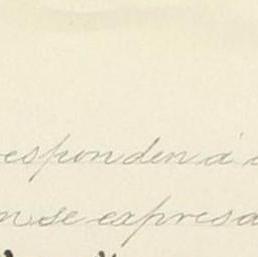 esponden á
n se expresa